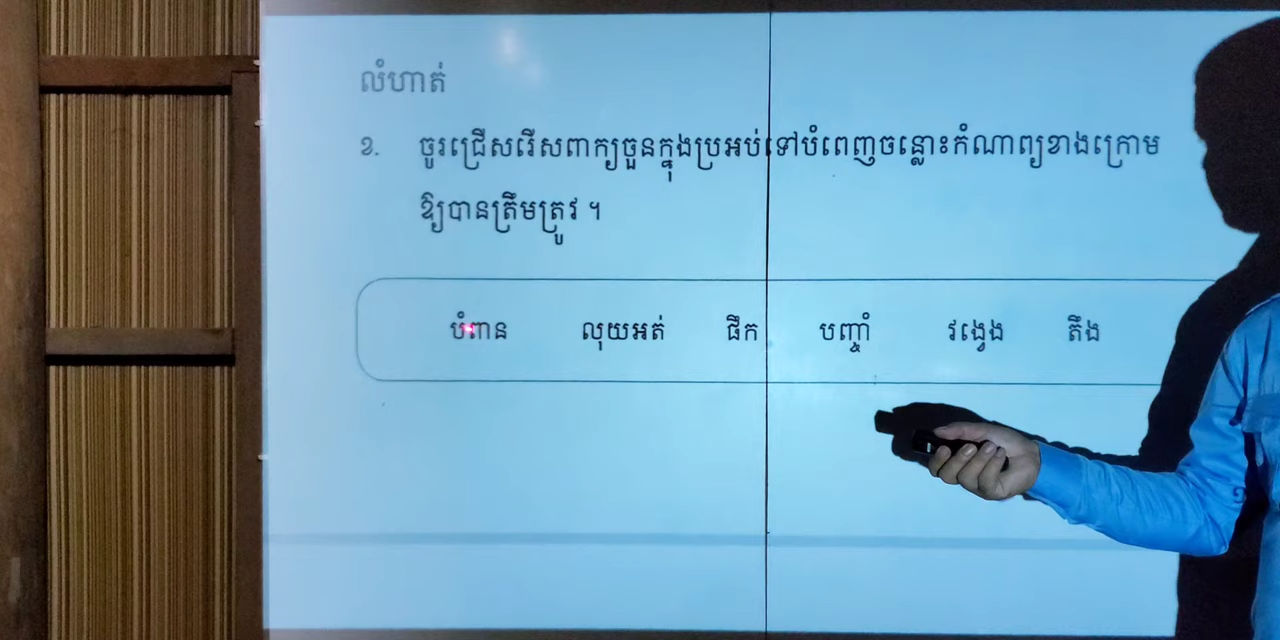 លំហាត់
ខ. ចូរជ្រើសរើសពាក្យចួនក្នុងប្រអប់ទៅបំពេញចន្លោះកំណាព្យខាងក្រោម
ឱ្យបានត្រឹមត្រូវ ។
បំពាន លុយអត់ ផឹក បញ្ចាំ វង្វេង តឹង